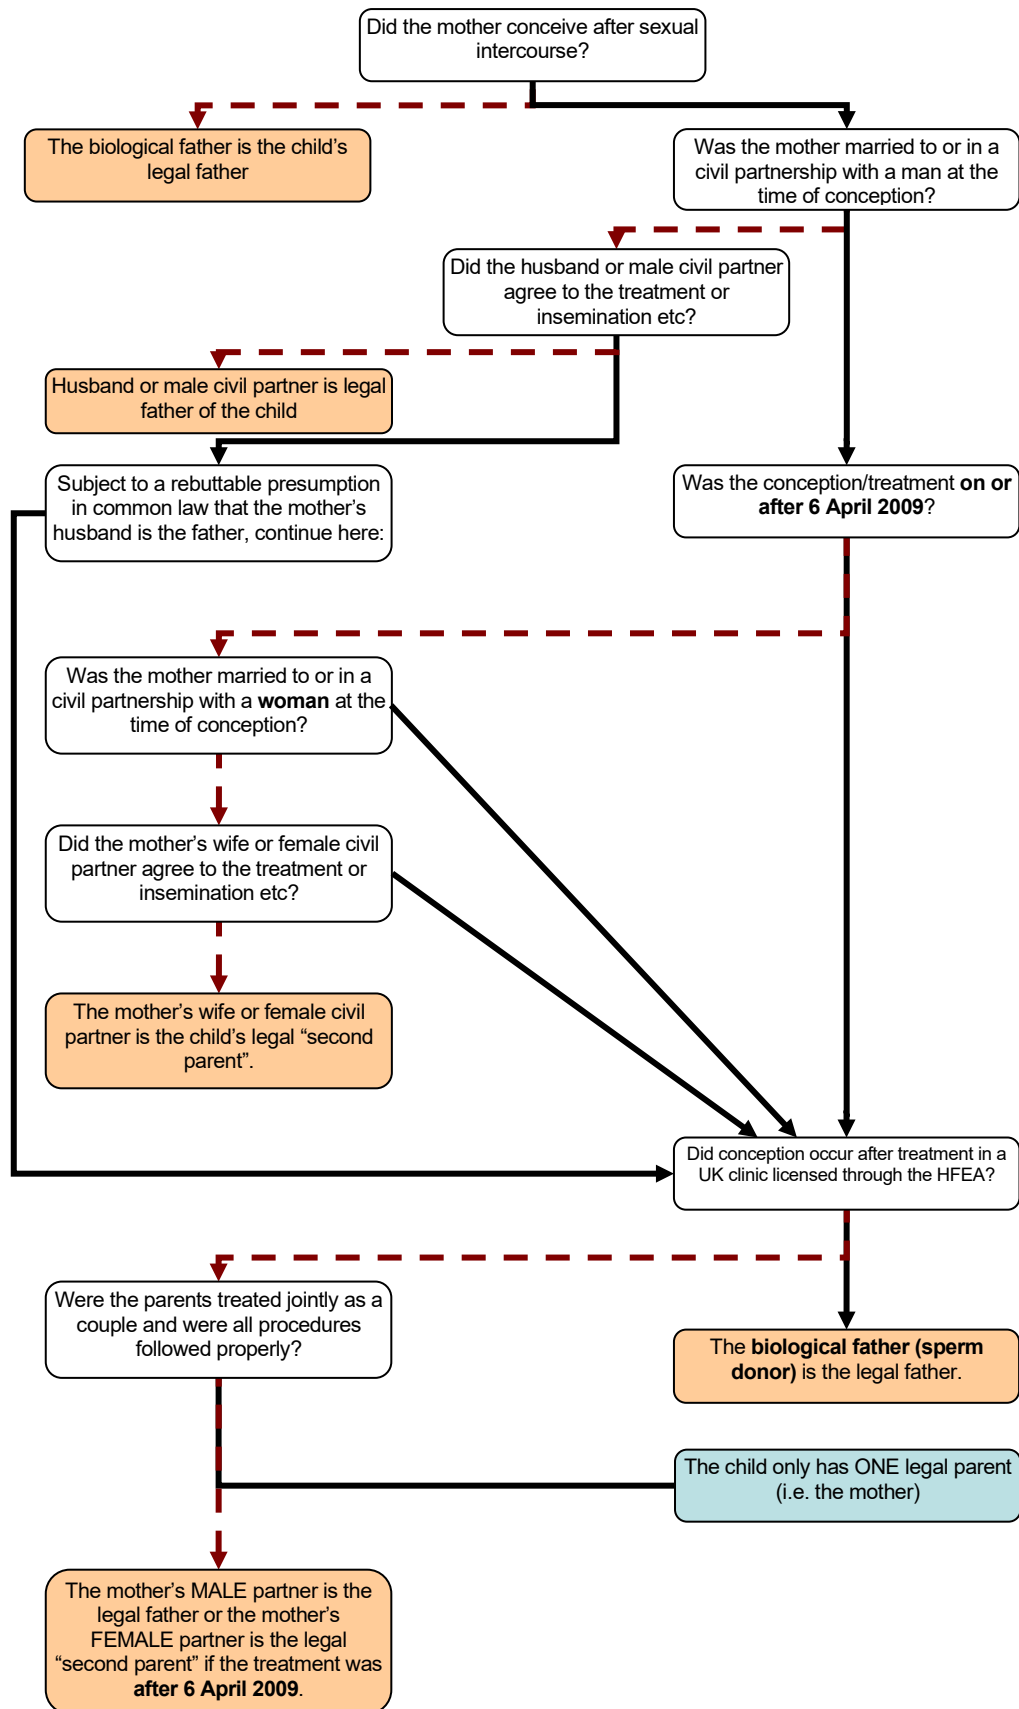 Did the mother conceive after sexual
intercourse?
The biological father is the child’s
legal father
Was the mother married to or in a
civil partnership with a man at the
time of conception?
Did the husband or male civil partner
agree to the treatment or
insemination etc?
Husband or male civil partner is legal
father of the child
Subject to a rebuttable presumption
in common law that the mother’s
husband is the father, continue here:
Was the conception/treatment on or
after 6 April 2009?
Was the mother married to or in a
civil partnership with a woman at the
time of conception?
Did the mother’s wife or female civil
partner agree to the treatment or
insemination etc?
The mother’s wife or female civil
partner is the child’s legal “second
parent”.
Did conception occur after treatment in a
UK clinic licensed through the HFEA?
Were the parents treated jointly as a
couple and were all procedures
followed properly?
The biological father (sperm
donor) is the legal father.
The child only has ONE legal parent
(i.e. the mother)
The mother’s MALE partner is the
legal father or the mother’s
FEMALE partner is the legal
“second parent” if the treatment was
after 6 April 2009.